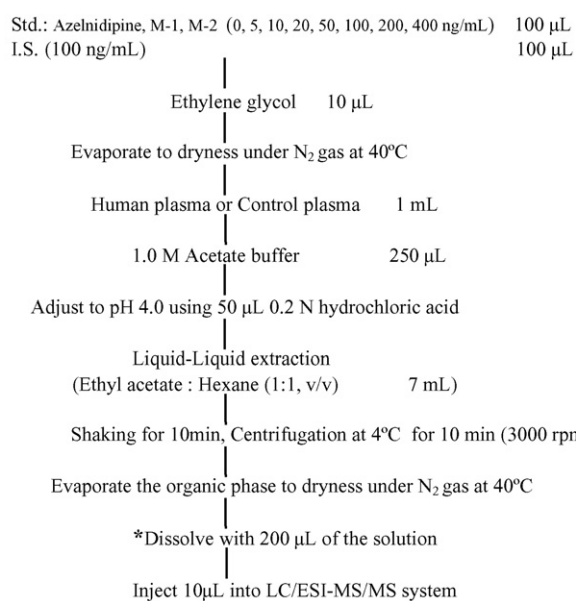 Std.: Azelnidipine, M-1, M-2 (0, 5, 10, 20, 50, 100, 200, 400 ng/mL) 100 μL
I.S. (100 ng/mL) 100 μL
Ethylene glycol 10 μL
Evaporate to dryness under N₂ gas at 40ºC
Human plasma or Control plasma 1 mL
1.0 M Acetate buffer 250 μL
Adjust to pH 4.0 using 50 μL 0.2 N hydrochloric acid
Liquid-Liquid extraction
(Ethyl acetate : Hexane (1:1, v/v) 7 mL)
Shaking for 10min, Centrifugation at 4ºC for 10 min (3000 rpm
Evaporate the organic phase to dryness under N₂ gas at 40ºC
*Dissolve with 200 μL of the solution
Inject 10μL into LC/ESI-MS/MS system